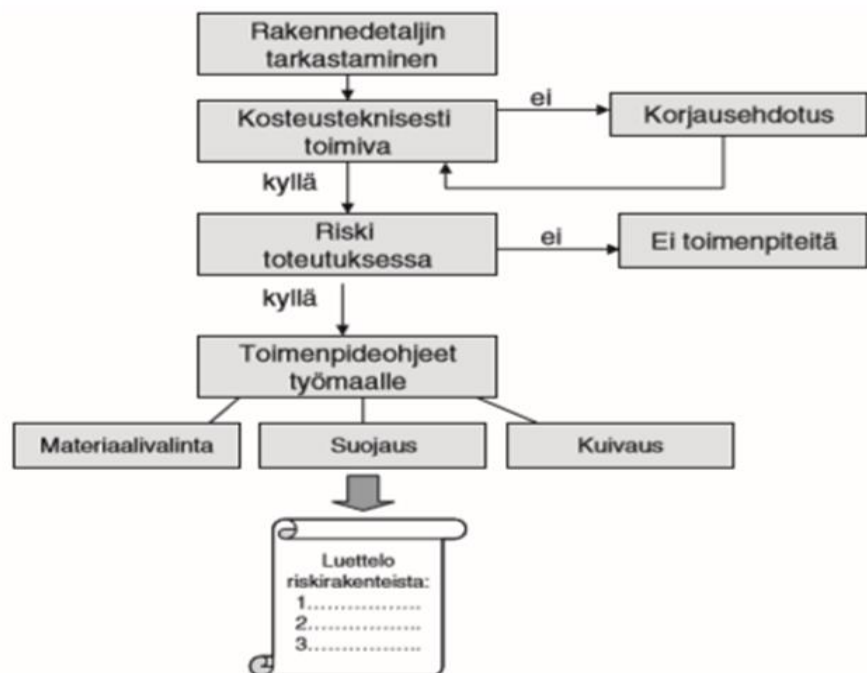 Rakennedetaljin
tarkastaminen
Kosteusteknisesti
toimiva
ei
Korjausehdotus
kyllä
Riski
toteutuksessa
ei
Ei toimenpiteitä
kyllä
Toimenpideohjeet
työmaalle
Materiaalivalinta
Suojaus
Kuivaus
Luettelo
riskirakenteista:
1.................
2.................
3.................